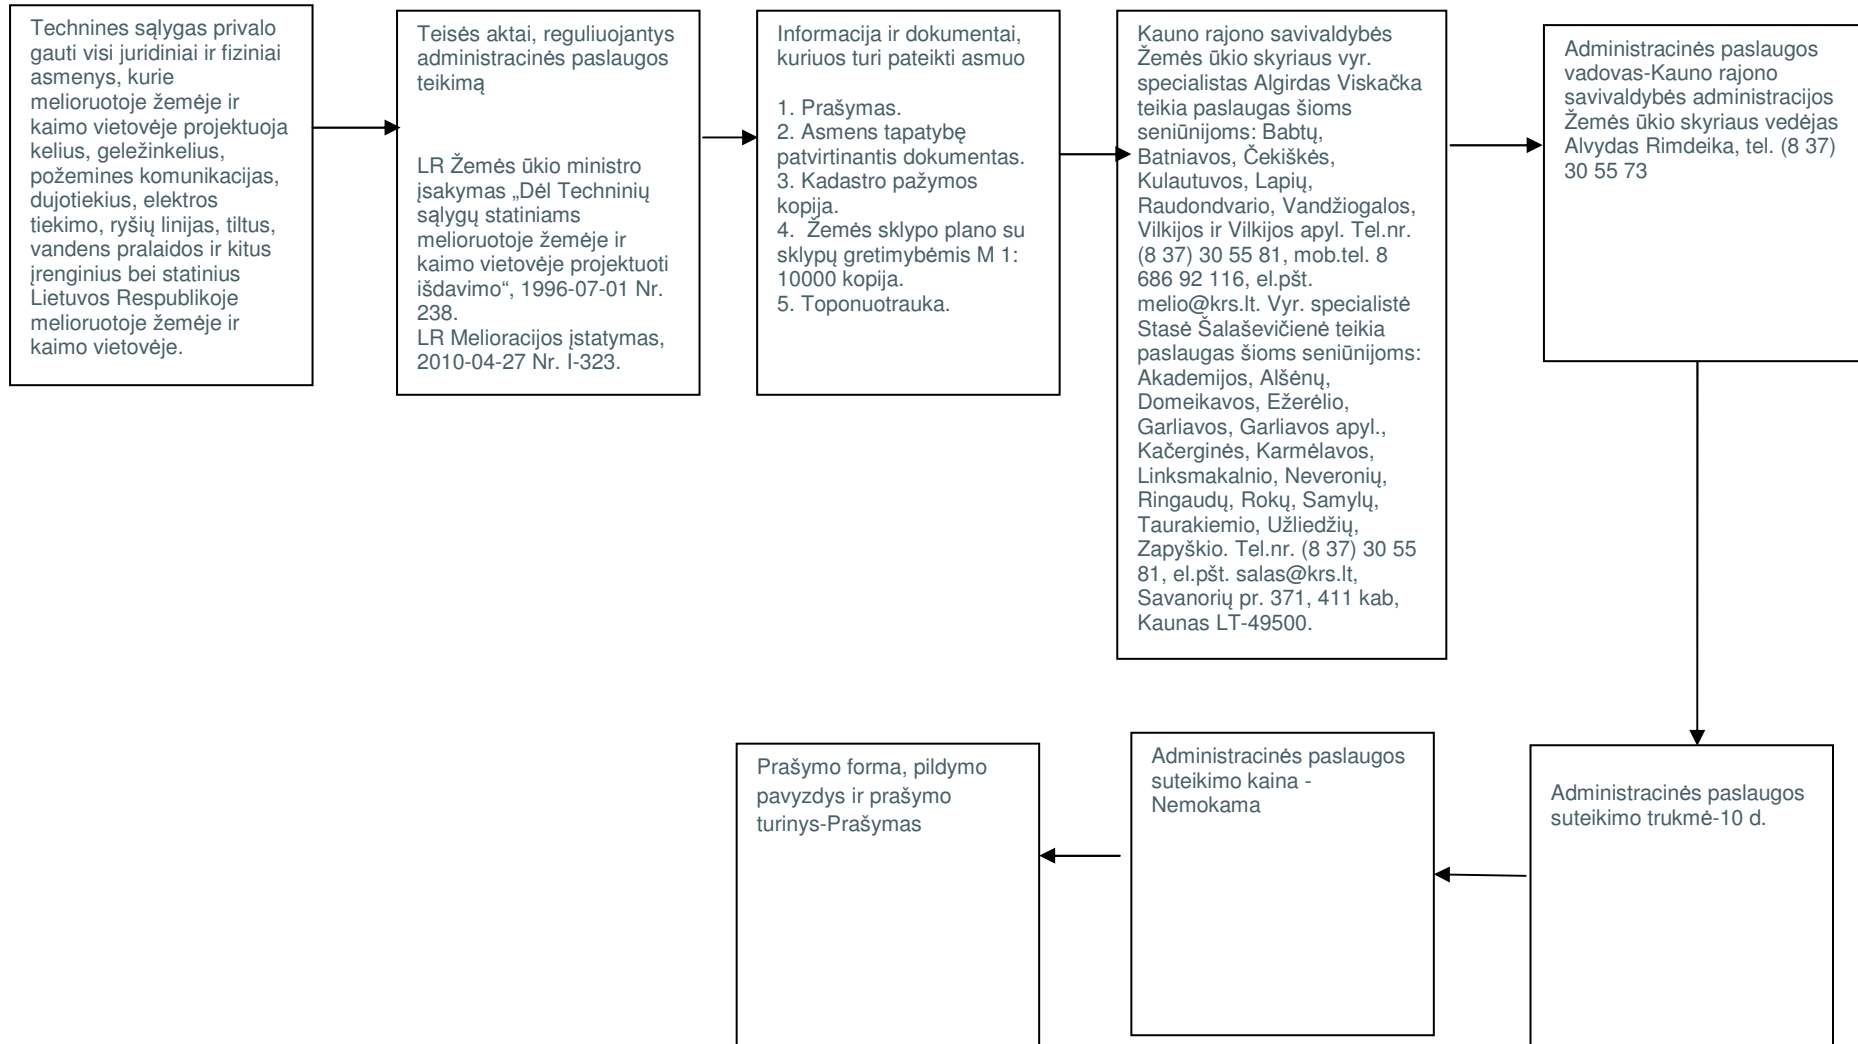 Technines sąlygas privalo
gauti visi juridiniai ir fiziniai
asmenys, kurie
melioruotoje žemėje ir
kaimo vietovėje projektuoja
kelius, geležinkelius,
požemines komunikacijas,
dujotiekius, elektros
tiekimo, ryšių linijas, tiltus,
vandens pralaidos ir kitus
įrenginius bei statinius
Lietuvos Respublikoje
melioruotoje žemėje ir
kaimo vietovėje.
Teisės aktai, reguliuojantys
administracinės paslaugos
teikimą
LR Žemės ūkio ministro
įsakymas „Dėl Techninių
sąlygų statiniams
melioruotoje žemėje ir
kaimo vietovėje projektuoti
išdavimo“, 1996-07-01 Nr.
238.
LR Melioracijos įstatymas,
2010-04-27 Nr. I-323.
Informacija ir dokumentai,
kuriuos turi pateikti asmuo
1. Prašymas.
2. Asmens tapatybę
patvirtinantis dokumentas.
3. Kadastro pažymos
kopija.
4. Žemės sklypo plano su
sklypų gretimybėmis M 1:
10000 kopija.
5. Toponuotrauka.
Kauno rajono savivaldybės
Žemės ūkio skyriaus vyr.
specialistas Algirdas Viskačka
teikia paslaugas šioms
seniūnijoms: Babtų,
Batniavos, Čekiškės,
Kulautuvos, Lapių,
Raudondvario, Vandžiogalos,
Vilkijos ir Vilkijos apyl. Tel.nr.
(8 37) 30 55 81, mob.tel. 8
686 92 116, el.pšt.
melio@krs.lt. Vyr. specialistė
Stasė Šalaševičienė teikia
paslaugas šioms seniūnijoms:
Akademijos, Alšėnų,
Domeikavos, Ežerėlio,
Garliavos, Garliavos apyl.,
Kačerginės, Karmėlavos,
Linksmakalnio, Neveronių,
Ringaudų, Rokų, Samylų,
Taurakiemio, Užliedžių,
Zapyškio. Tel.nr. (8 37) 30 55
81, el.pšt. salas@krs.lt,
Savanorių pr. 371, 411 kab,
Kaunas LT-49500.
Administracinės paslaugos
vadovas-Kauno rajono
savivaldybės administracijos
Žemės ūkio skyriaus vedėjas
Alvydas Rimdeika, tel. (8 37)
30 55 73
Administracinės paslaugos
suteikimo trukmė-10 d.
Administracinės paslaugos
suteikimo kaina -
Nemokama
Prašymo forma, pildymo
pavyzdys ir prašymo
turinys-Prašymas